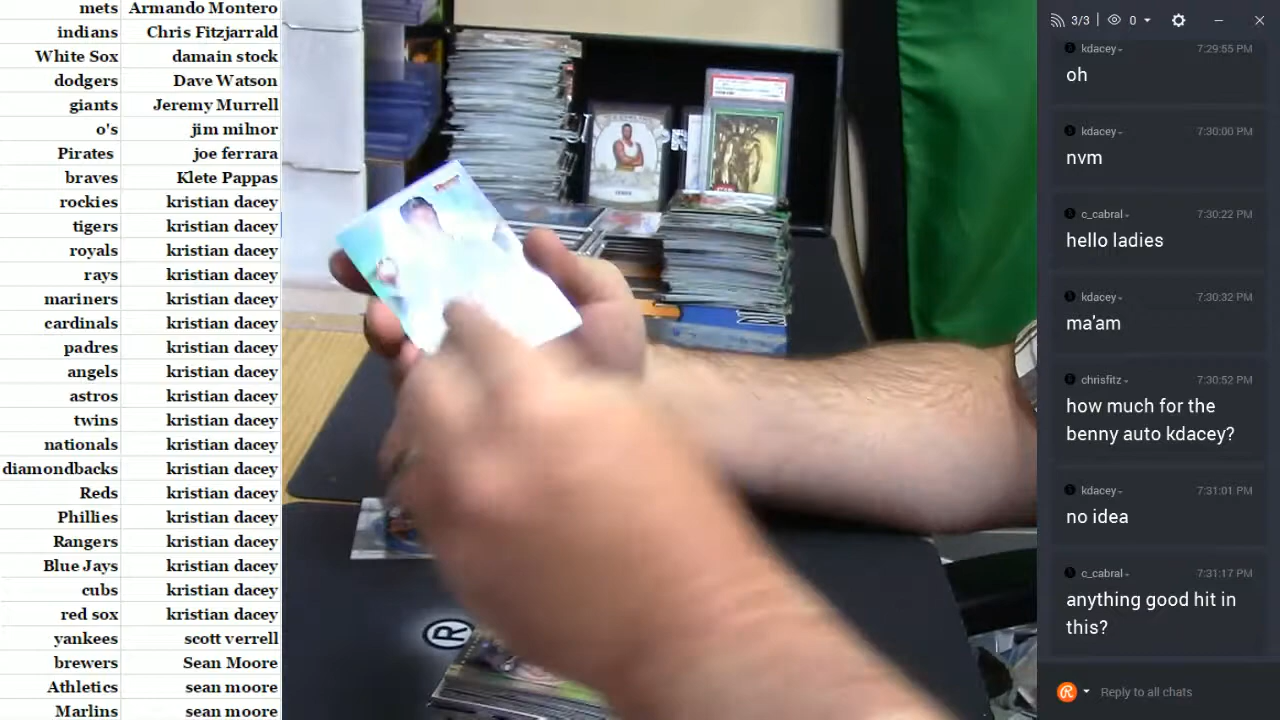 mets Armando Montero
indians Chris Fitzjarrald
White Sox damain stock
dodgers Dave Watson
giants Jeremy Murrell
o's jim milnor
Pirates joe ferrara
braves Klete Pappas
rockies kristian dacey
tigers kristian dacey
royals kristian dacey
rays kristian dacey
mariners kristian dacey
cardinals kristian dacey
padres kristian dacey
angels kristian dacey
astros kristian dacey
twins kristian dacey
nationals kristian dacey
diamondbacks kristian dacey
Reds kristian dacey
Phillies kristian dacey
Rangers kristian dacey
Blue Jays kristian dacey
cubs kristian dacey
red sox kristian dacey
yankees scott verrell
brewers Sean Moore
Athletics sean moore
Marlins sean moore
®
3/3 | 0
kdacey 7:29:55 PM
oh
kdacey 7:30:00 PM
nvm
c_cabral 7:30:22 PM
hello ladies
kdacey 7:30:32 PM
ma'am
chrisfitz 7:30:52 PM
how much for the
benny auto kdacey?
kdacey 7:31:01 PM
no idea
c_cabral 7:31:17 PM
anything good hit in
this?
Reply to all chats